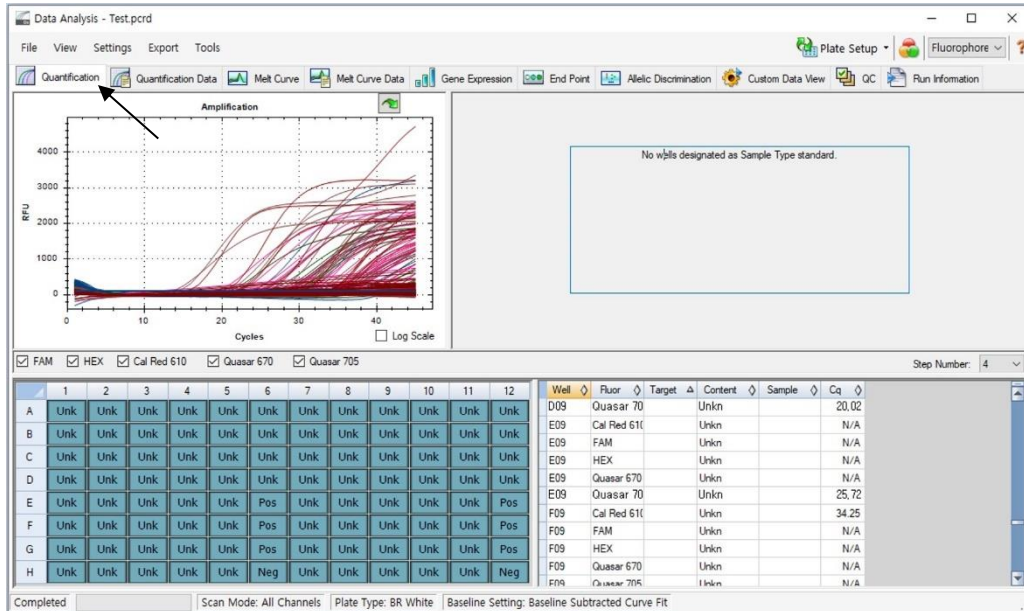 Data Analysis - Test.pcrd
File View Settings Export Tools
Plate Setup
Fluorophore
?
Quantification Quantification Data Melt Curve Melt Curve Data Gene Expression End Point Allelic Discrimination Custom Data View QC Run Information
Amplification
4000
3000
2000
1000
0
RFU
0 10 20 30 40
Cycles
Log Scale
No wells designated as Sample Type standard.
FAM HEX Cal Red 610 Quasar 670 Quasar 705
Step Number: 4
1 2 3 4 5 6 7 8 9 10 11 12
A Unk Unk Unk Unk Unk Unk Unk Unk Unk Unk Unk Unk
B Unk Unk Unk Unk Unk Unk Unk Unk Unk Unk Unk Unk
C Unk Unk Unk Unk Unk Unk Unk Unk Unk Unk Unk Unk
D Unk Unk Unk Unk Unk Unk Unk Unk Unk Unk Unk Unk
E Unk Unk Unk Unk Unk Pos Unk Unk Unk Unk Unk Pos
F Unk Unk Unk Unk Unk Pos Unk Unk Unk Unk Unk Pos
G Unk Unk Unk Unk Unk Pos Unk Unk Unk Unk Unk Pos
H Unk Unk Unk Unk Unk Neg Unk Unk Unk Unk Unk Neg
Well Fluor Target Content Sample Cq
D09 Quasar 70 Unkn 20,02
E09 Cal Red 610 Unkn N/A
E09 FAM Unkn N/A
E09 HEX Unkn N/A
E09 Quasar 670 Unkn N/A
E09 Quasar 70 Unkn 25,72
F09 Cal Red 610 Unkn 34.25
F09 FAM Unkn N/A
F09 HEX Unkn N/A
F09 Quasar 670 Unkn N/A
F09 Quasar 705 Unkn N/A
Completed Scan Mode: All Channels Plate Type: BR White Baseline Setting: Baseline Subtracted Curve Fit